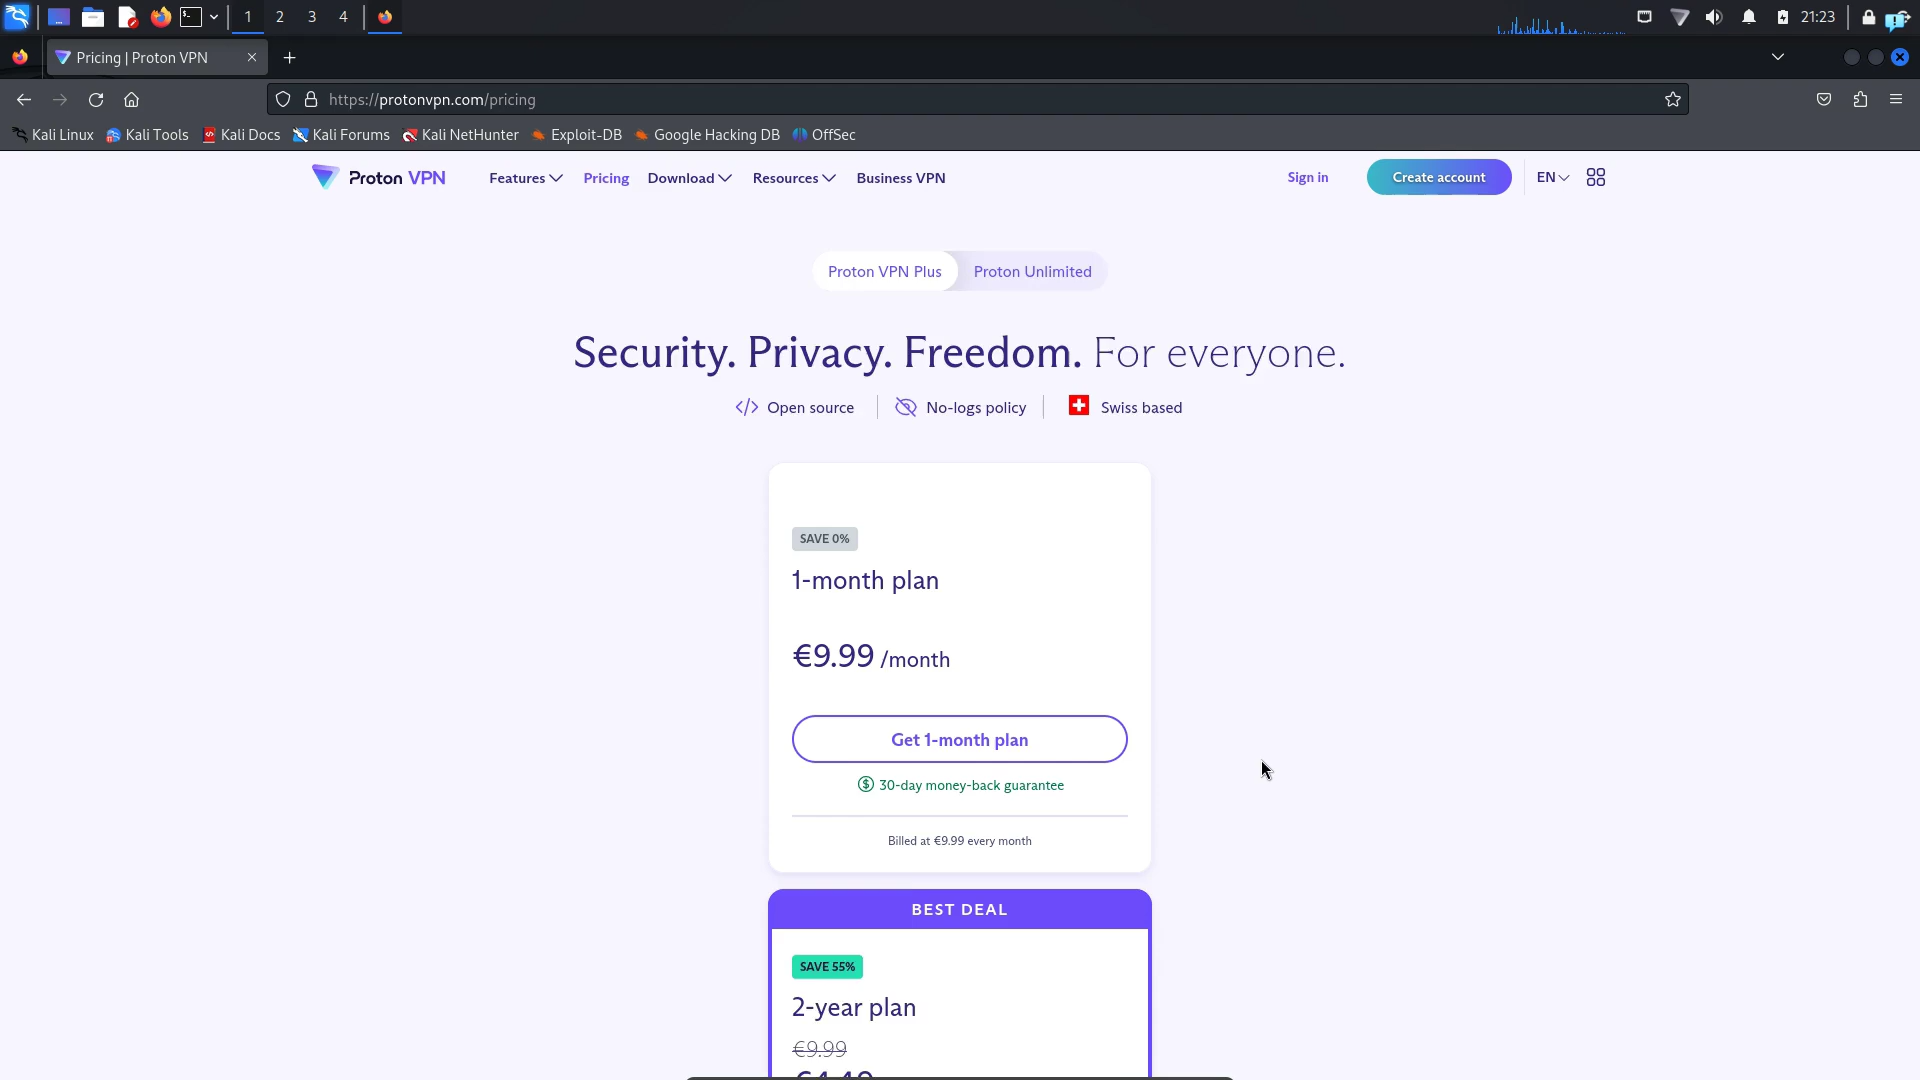 1 2 3 4
21:23
Pricing | Proton VPN
https://protonvpn.com/pricing
Kali Linux Kali Tools Kali Docs Kali Forums Kali NetHunter Exploit-DB Google Hacking DB OffSec
Proton VPN Features Pricing Download Resources Business VPN Sign in Create account EN
Proton VPN Plus Proton Unlimited
Security. Privacy. Freedom. For everyone.
Open source No-logs policy Swiss based
SAVE 0%
1-month plan
€9.99 /month
Get 1-month plan
30-day money-back guarantee
Billed at €9.99 every month
BEST DEAL
SAVE 55%
2-year plan
€9.99